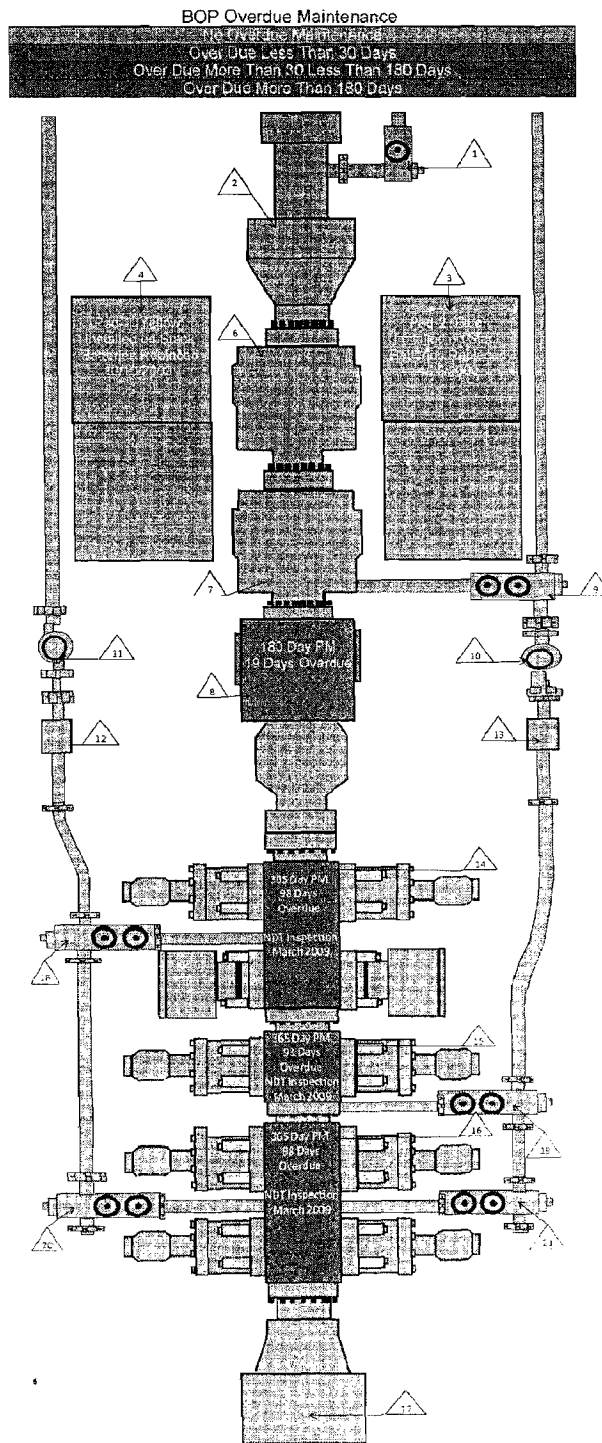 BOP Overdue Maintenance
No Overdue Maintenance
Over Due Less Than 30 Days
Over Due More Than 30 Less Than 180 Days
Over Due More Than 180 Days
1
2
3
4
6
7
9
180 Day PM
19 Days Overdue
8
11
10
12
13
365 Day PM
98 Days
Overdue
NDT Inspection
March 2009
14
18
365 Day PM
Days
Overdue
NDT Inspection
March 2009
15
365 Day PM
98 Days
Overdue
NDT Inspection
March 2009
16
19
20
17